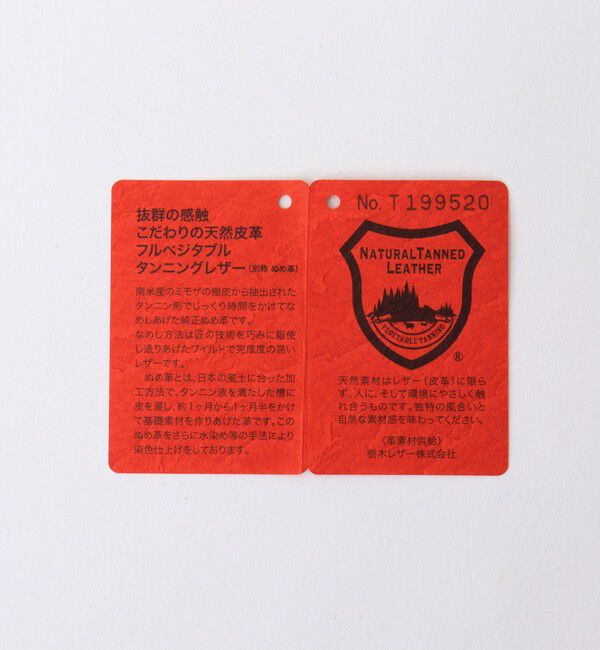 抜群の感触
こだわりの天然皮革
フルベジタブル
タンニングレザー（別称 ぬめ革）
南米産のミモザの樹皮から抽出された
タンニン剤でじっくり時間をかけてな
めしあげた純正ぬめ革です。
なめし方法は匠の技術を巧みに駆使
し造りあげたワイルドで完成度の高い
レザーです。
ぬめ革とは、日本の風土に合った加
工方法で、タンニン液を満たした槽に
皮を浸し、約1ヶ月から1ヶ月半をかけ
て基礎素材を作りあげた革です。この
ぬめ革をさらに水染め等の手法により
染色仕上げをしております。
No. T 199520
NATURAL TANNED
LEATHER
VEGETABLE TANNING
®
天然素材はレザー（皮革）に限ら
ず、人に、そして環境にやさしく触
れ合うものです。独特の風合いと
自然な素材感を味わってください。
〈革素材供給〉
栃木レザー株式会社